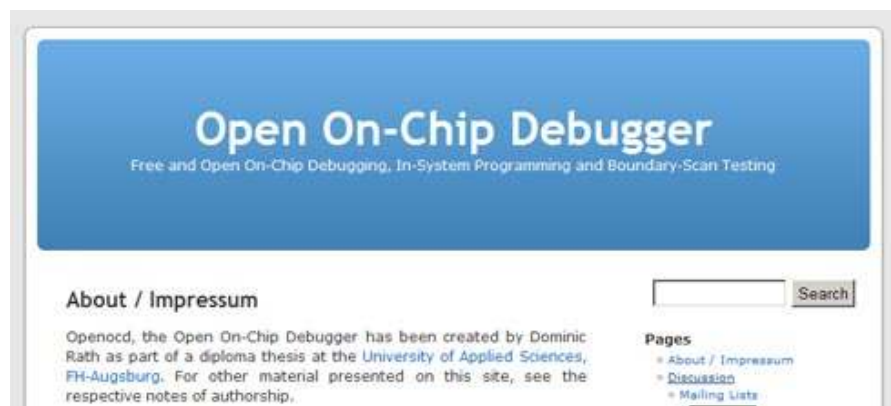 Open On-Chip Debugger
Free and Open On-Chip Debugging, In-System Programming and Boundary-Scan Testing
About / Impressum
Openocd, the Open On-Chip Debugger has been created by Dominic
Rath as part of a diploma thesis at the University of Applied Sciences,
FH-Augsburg. For other material presented on this site, see the
respective notes of authorship.
Search
Pages
About / Impressum
Discussion
Mailing Lists